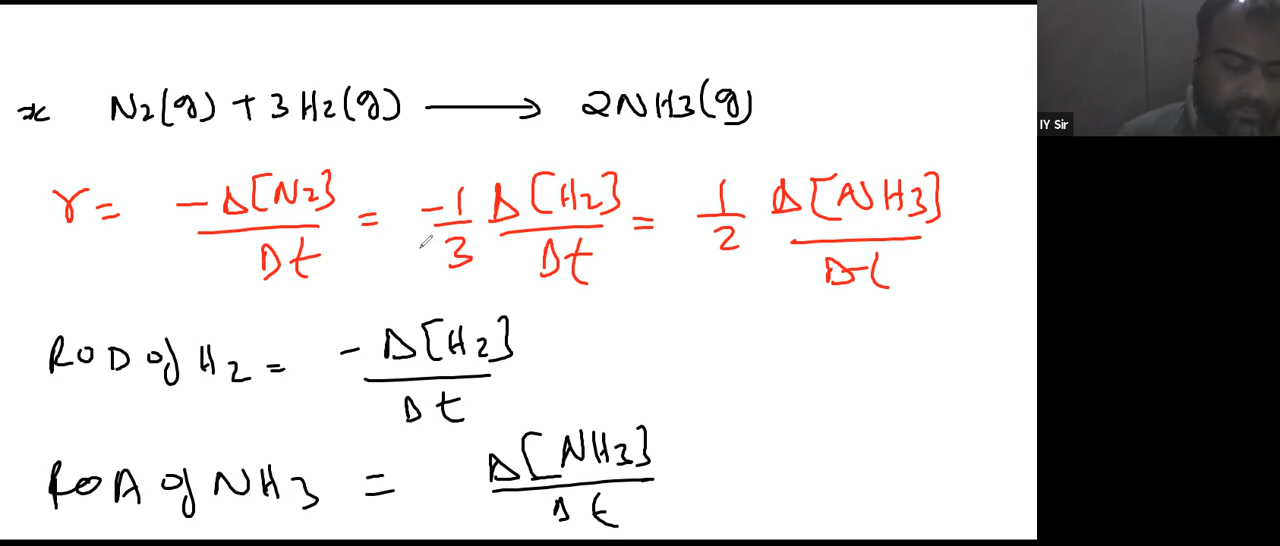 x N2(g) + 3H2(g) ⟶ 2NH3(g)
IY Sir
r = -Δ[N2]/Δt = -1/3 Δ[H2]/Δt = 1/2 Δ[NH3]/Δt
ROD of H2 = -Δ[H2]/Δt
ROA of NH3 = Δ[NH3]/Δt